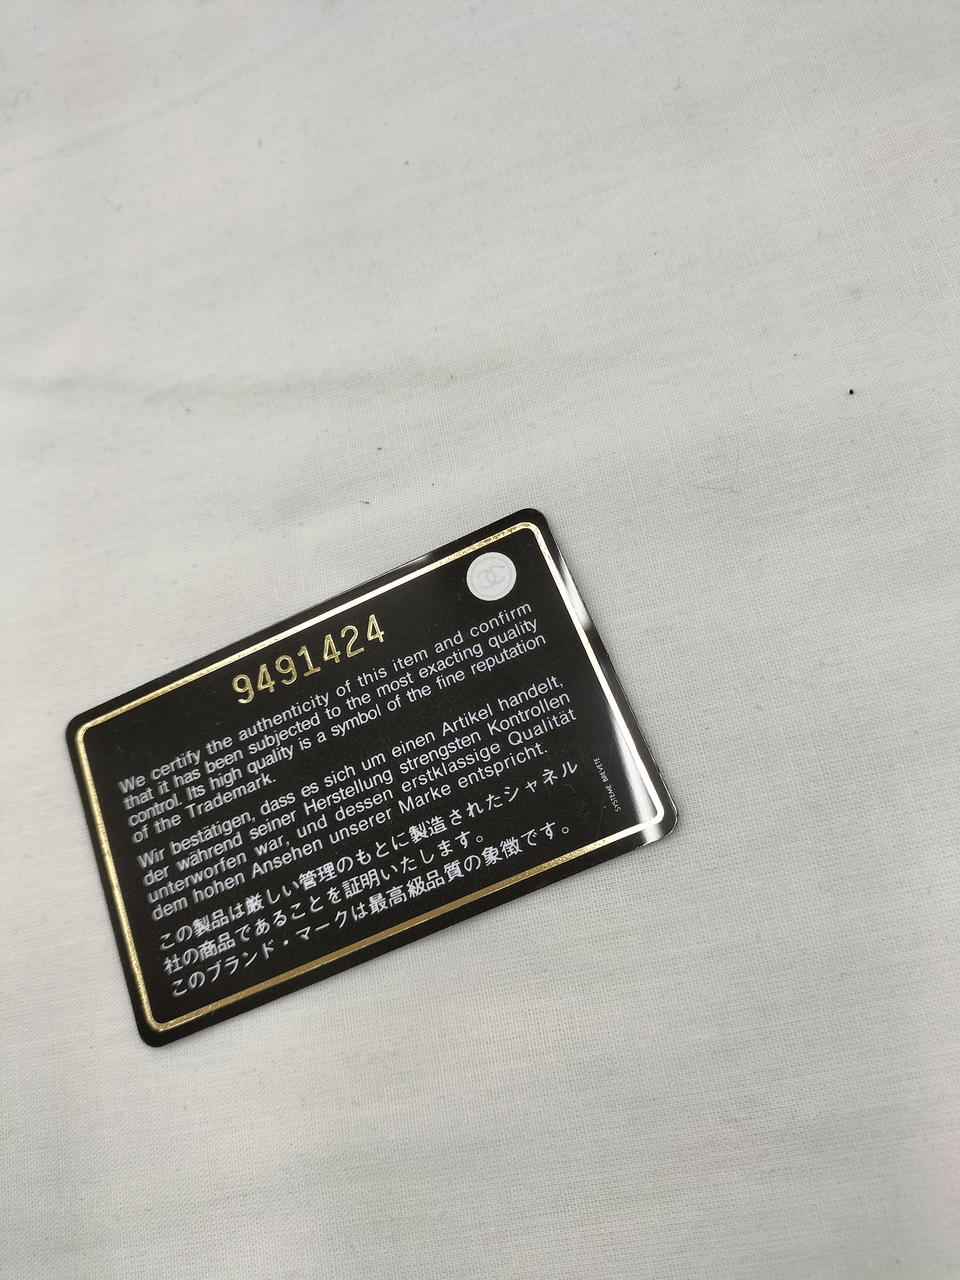 9491424
We certify the authenticity of this item and confirm
that it has been subjected to the most exacting quality
control. Its high quality is a symbol of the fine reputation
of the Trademark.
Wir bestätigen, dass es sich um einen Artikel handelt,
der während seiner Herstellung strengsten Kontrollen
unterworfen war, und dessen erstklassige Qualität
dem hohen Ansehen unserer Marke entspricht.
この製品は厳しい管理のもとに製造されたシャネル
社の商品であることを証明いたします。
このブランド・マークは最高級品質の象徴です。
SYSTEME BREVETE